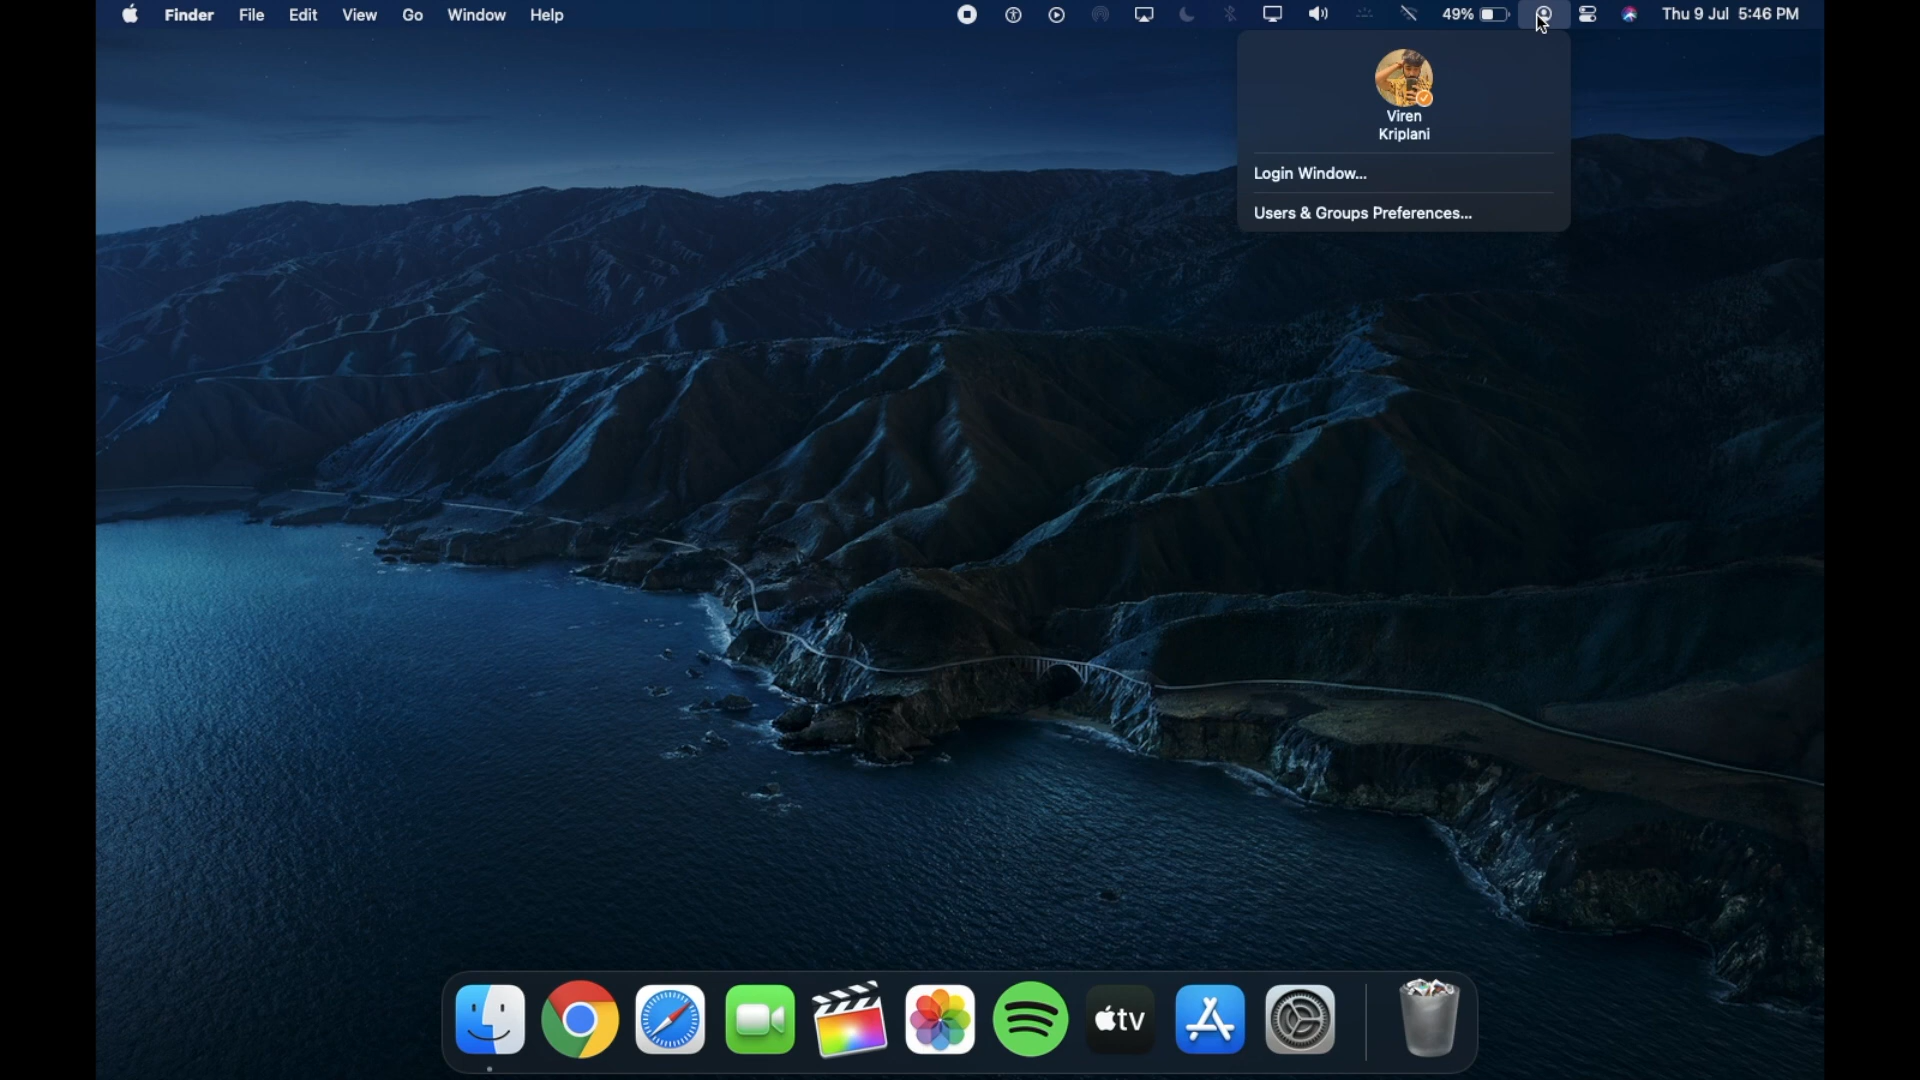 Finder File Edit View Go Window Help 49% Thu 9 Jul 5:46 PM
Viren
Kriplani
Login Window...
Users & Groups Preferences...
tv